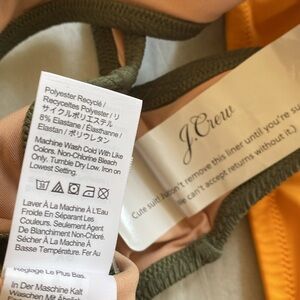 Polyester Recyclé /
Recycelltes Polyester / リ
サイクルポリエステル
8% Elastane / Élasthanne /
Elastan / ポリウレタン
Machine Wash Cold With Like
Colors. Non-Chlorine Bleach
Only. Tumble Dry Low. Iron on
Lowest Setting.
Laver À La Machine À L'Eau
Froide En Séparant Les
Couleurs. Seulement Agent
De Blanchiment Non-Chloré.
Sécher À La Machine À
Basse Température. Fer Au
Réglage Le Plus Bas.
In Der Maschine Kalt
Waschen Mit
J.Crew
Cute suit! Don't remove this liner until you're su
we can't accept returns without it.)